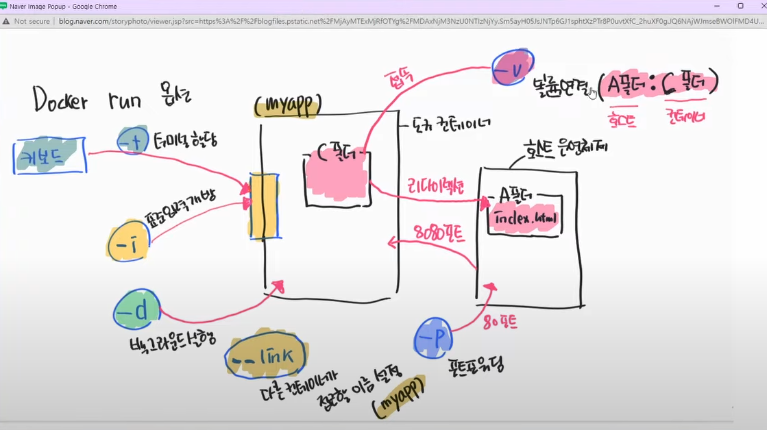 Naver Image Popup - Google Chrome
Not secure
Docker run 옵션
키보드
-t 터미널 할당
-i 표준입력개방
-d 백그라운드실행
--link
다른 컨테이너가
접근할 이름 설정
(myapp)
(myapp)
도커 컨테이너
C 폴더
접속
-v 볼륨연결 (A폴더:C폴더)
호스트 컨테이너
호스트 운영체제
리다이렉션
A폴더
index.html
8080포트
80포트
-P 포트포워딩